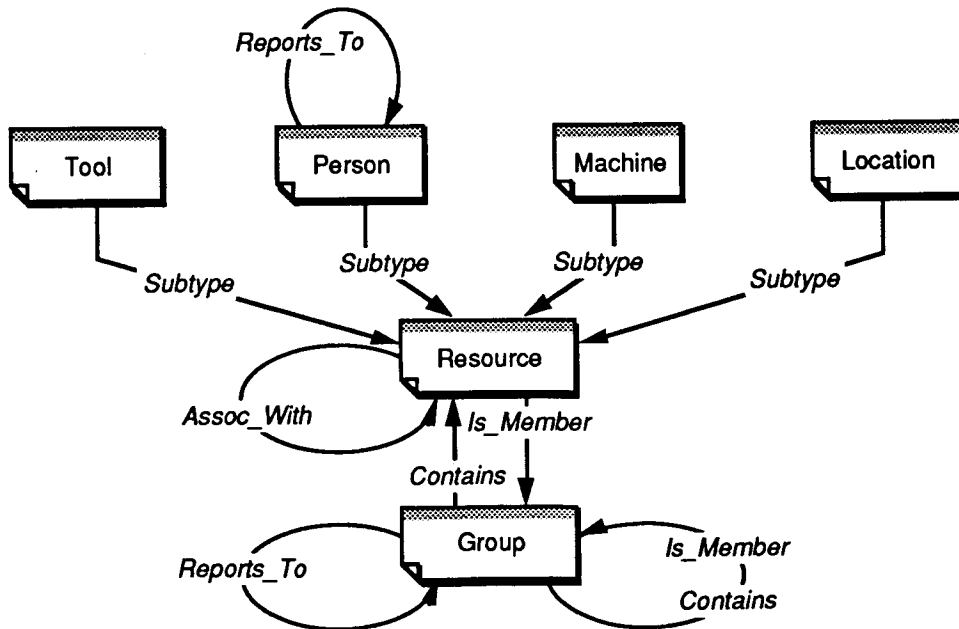 Reports_To
Tool
Person
Machine
Location
Subtype
Subtype
Subtype
Subtype
Resource
Assoc_With
Is_Member
Contains
Group
Reports_To
Is_Member
Contains